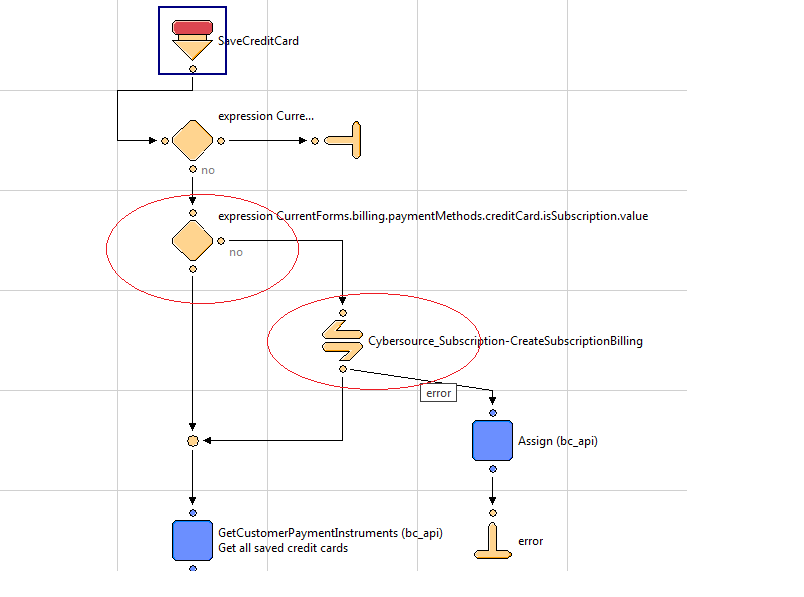 SaveCreditCard
expression Curre...
no
expression CurrentForms.billing.paymentMethods.creditCard.isSubscription.value
no
Cybersource_Subscription-CreateSubscriptionBilling
error
Assign (bc_api)
GetCustomerPaymentInstruments (bc_api)
Get all saved credit cards
error